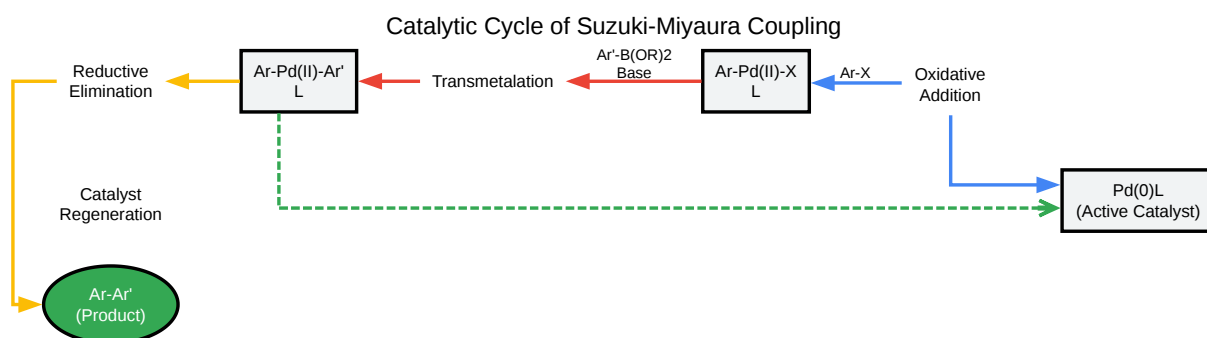 Catalytic Cycle of Suzuki-Miyaura Coupling
Reductive
Elimination
Ar-Pd(II)-Ar'
L
Transmetalation
Ar'-B(OR)2
Base
Ar-Pd(II)-X
L
Ar-X
Oxidative
Addition
Catalyst
Regeneration
Pd(0)L
(Active Catalyst)
Ar-Ar'
(Product)